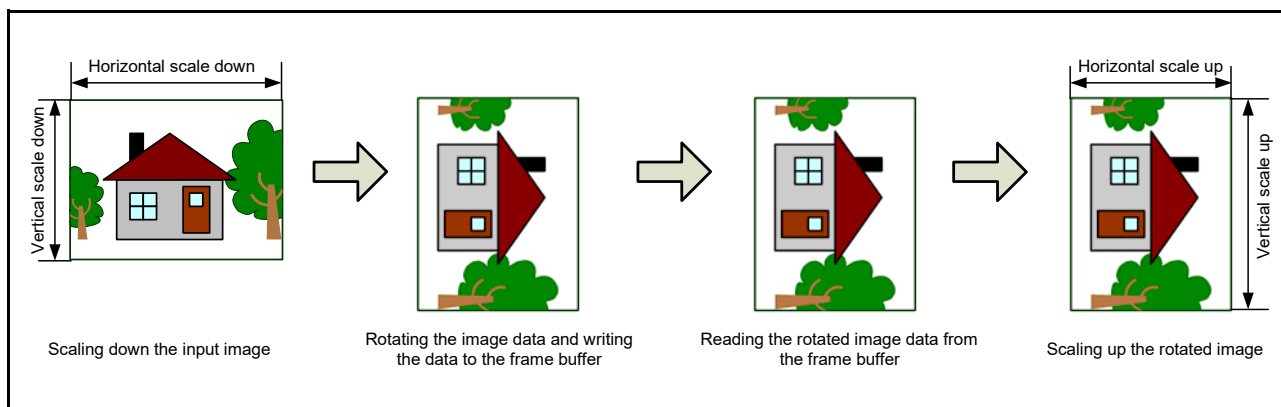 Horizontal scale down
Vertical scale down
Horizontal scale up
Vertical scale up
Scaling down the input image
Rotating the image data and writing
the data to the frame buffer
Reading the rotated image data from
the frame buffer
Scaling up the rotated image